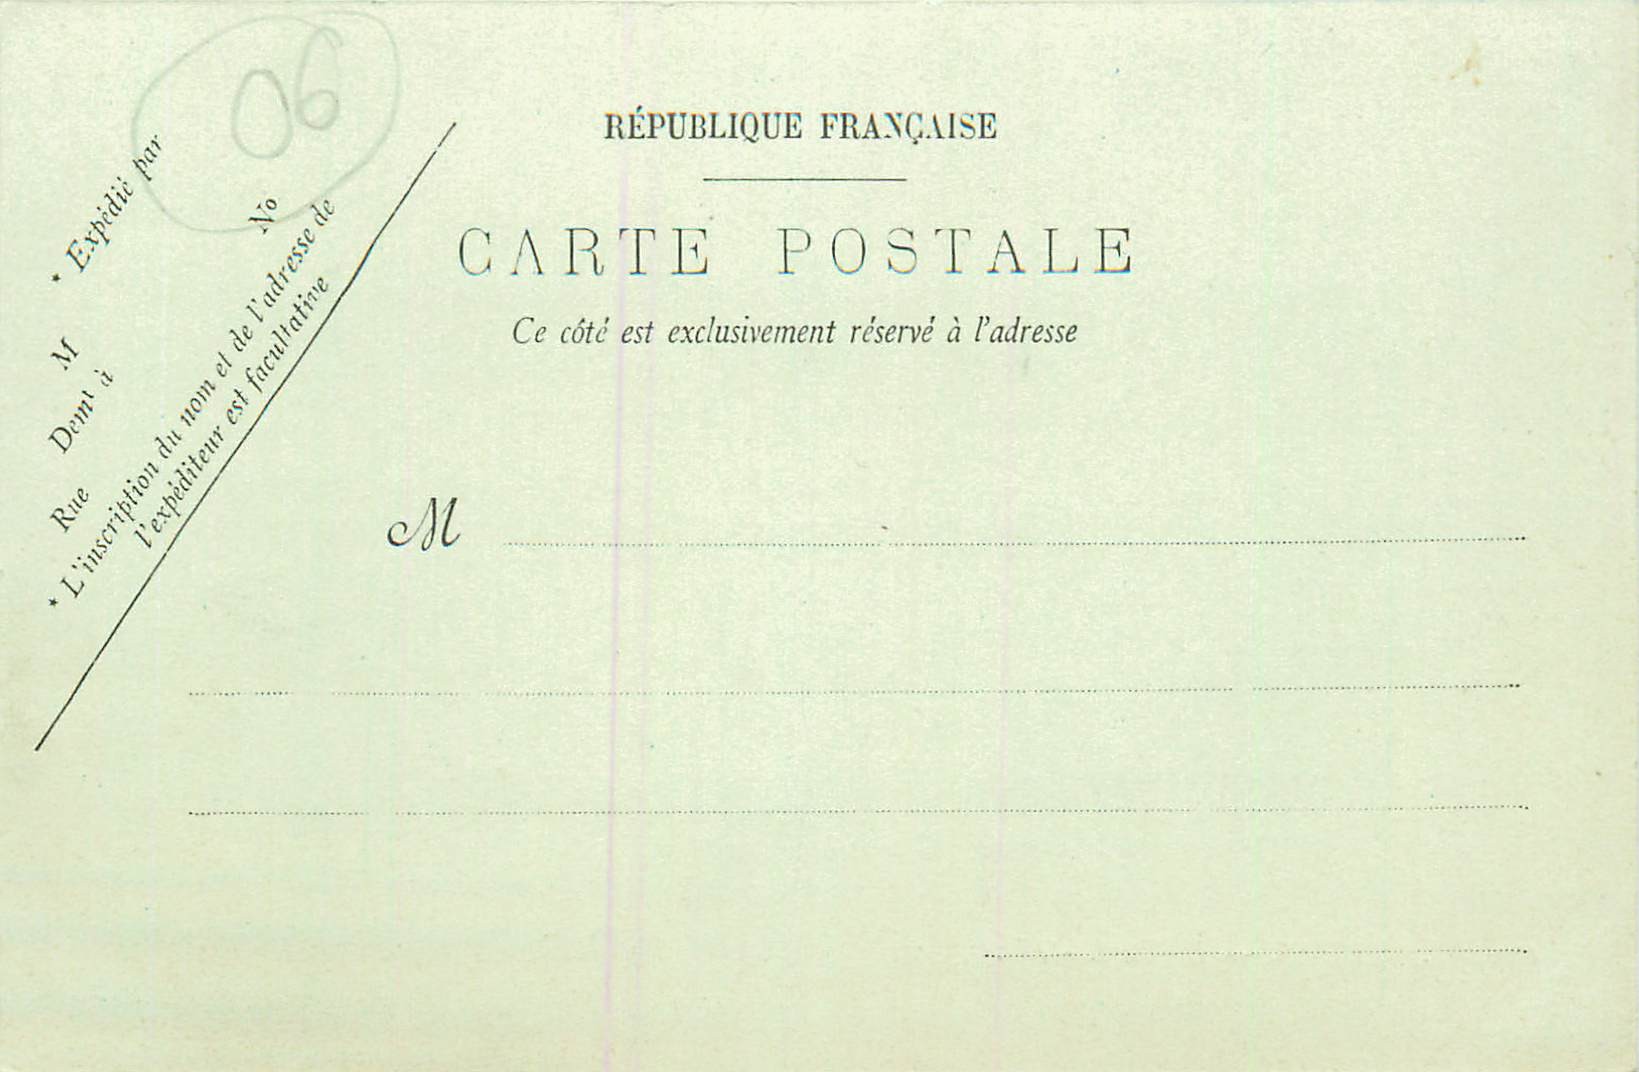 06
RÉPUBLIQUE FRANÇAISE
CARTE POSTALE
Ce côté est exclusivement réservé à l'adresse
* Expédié par
M
Demt à
Rue No
* L'inscription du nom et de l'adresse de
l'expéditeur est facultative
M